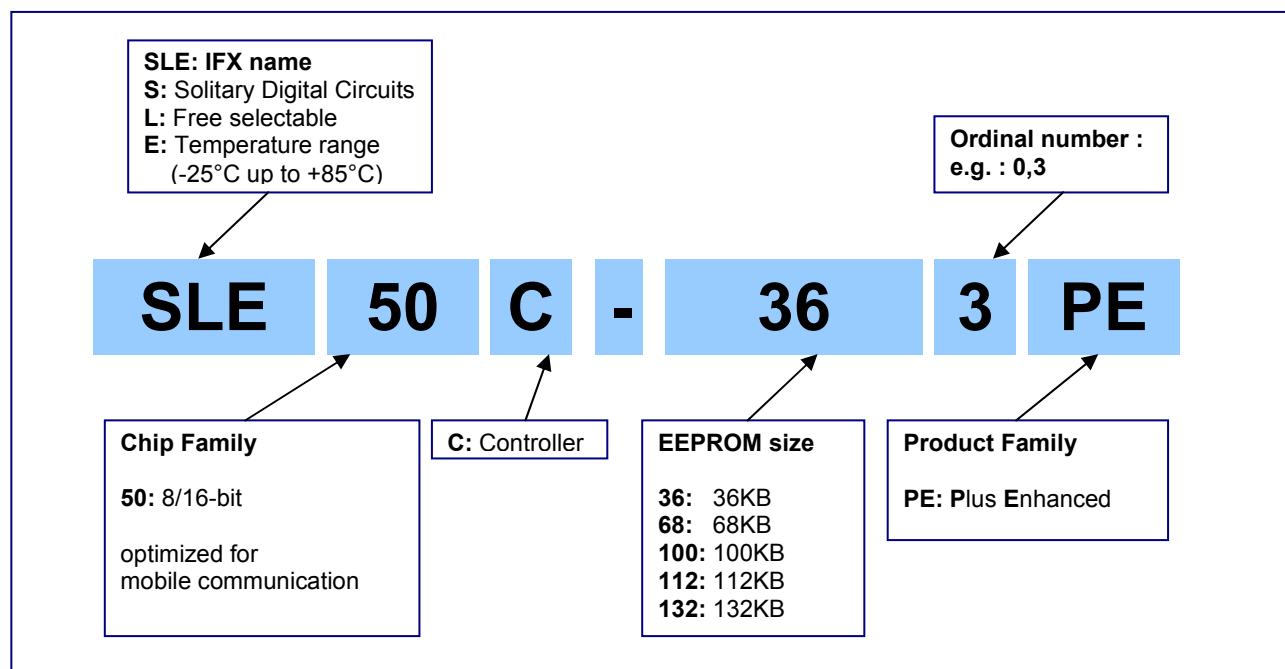 SLE: IFX name
S: Solitary Digital Circuits
L: Free selectable
E: Temperature range
(-25°C up to +85°C)
Ordinal number :
e.g. : 0,3
SLE 50 C - 36 3 PE
Chip Family
50: 8/16-bit
optimized for
mobile communication
C: Controller
EEPROM size
36: 36KB
68: 68KB
100: 100KB
112: 112KB
132: 132KB
Product Family
PE: Plus Enhanced